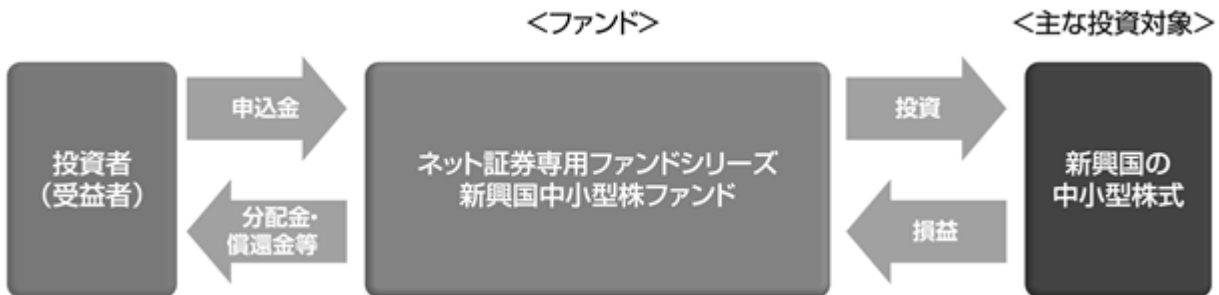 <ファンド>
<主な投資対象>
投資者
(受益者)
申込金
分配金・
償還金等
ネット証券専用ファンドシリーズ
新興国中小型株ファンド
投資
損益
新興国の
中小型株式